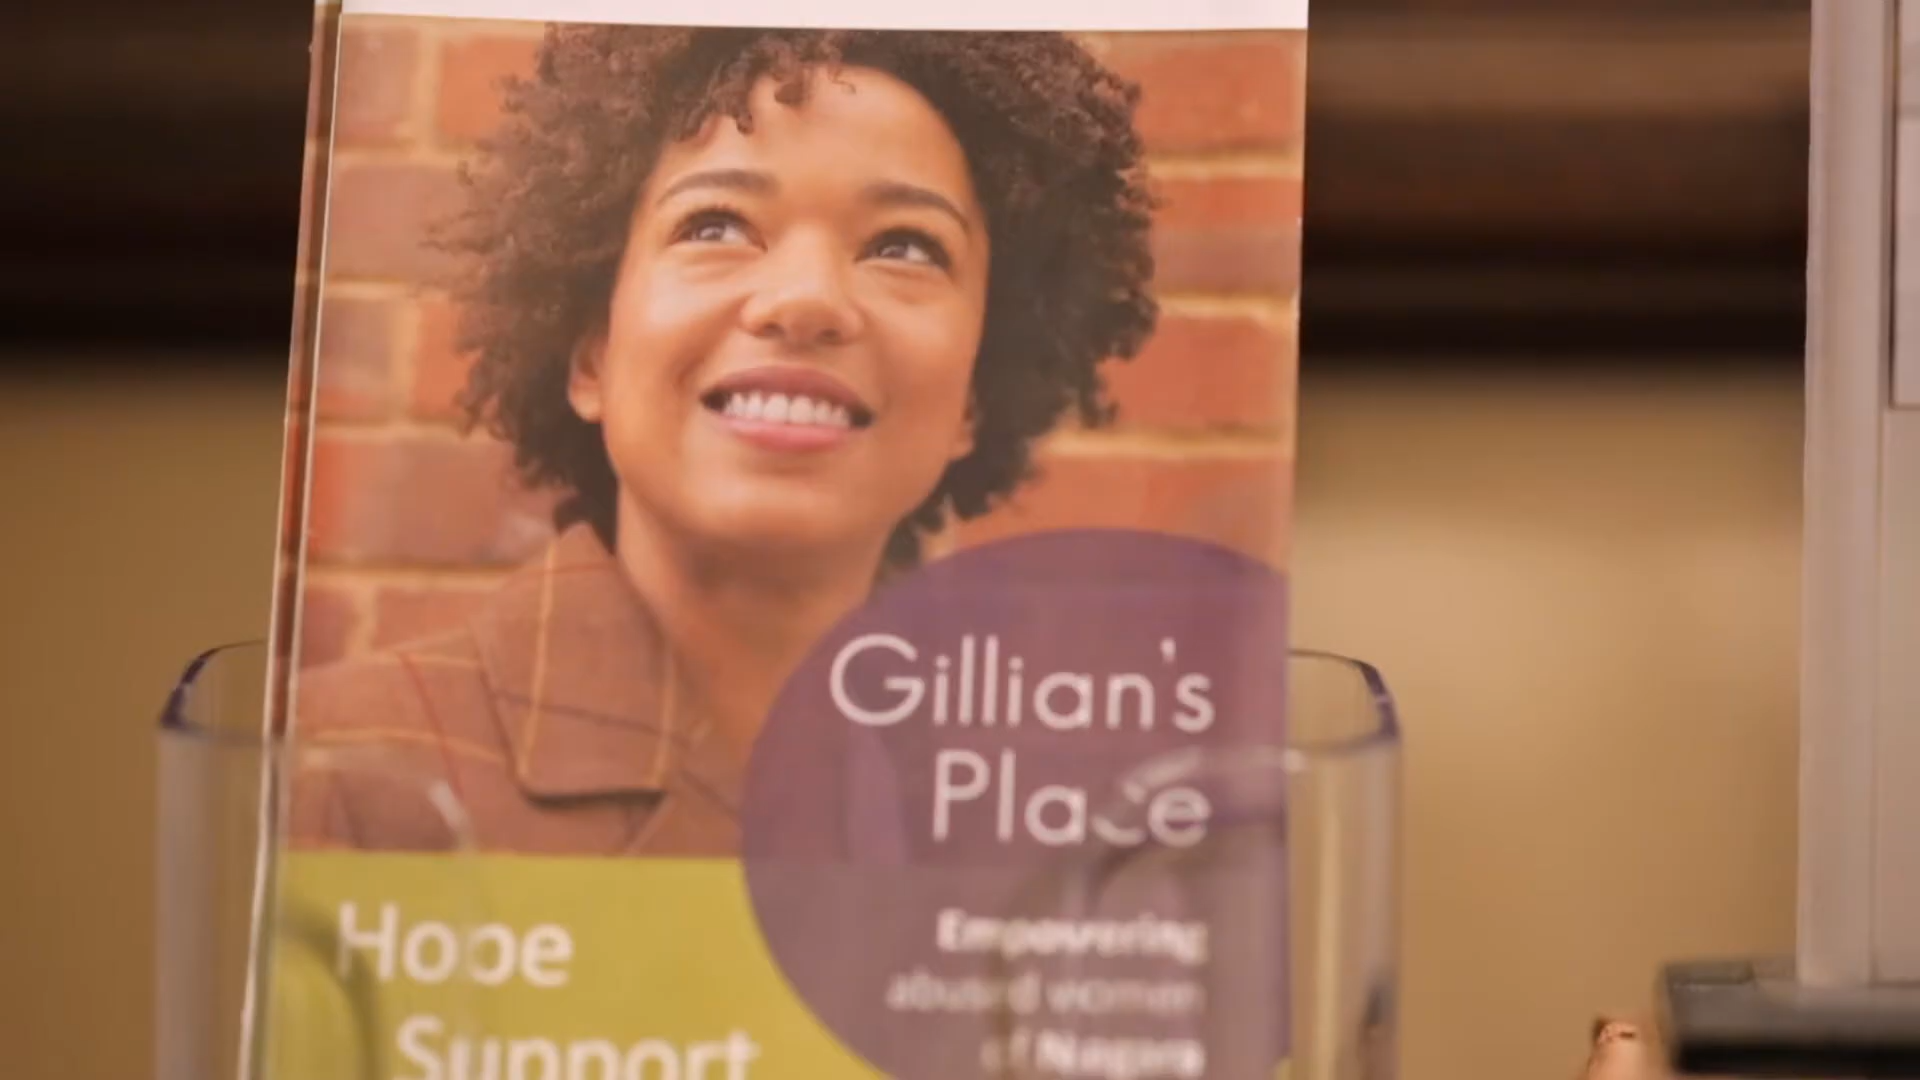 Gillian's
Place
Empowering
abused women
of Niagara
Hope
Support